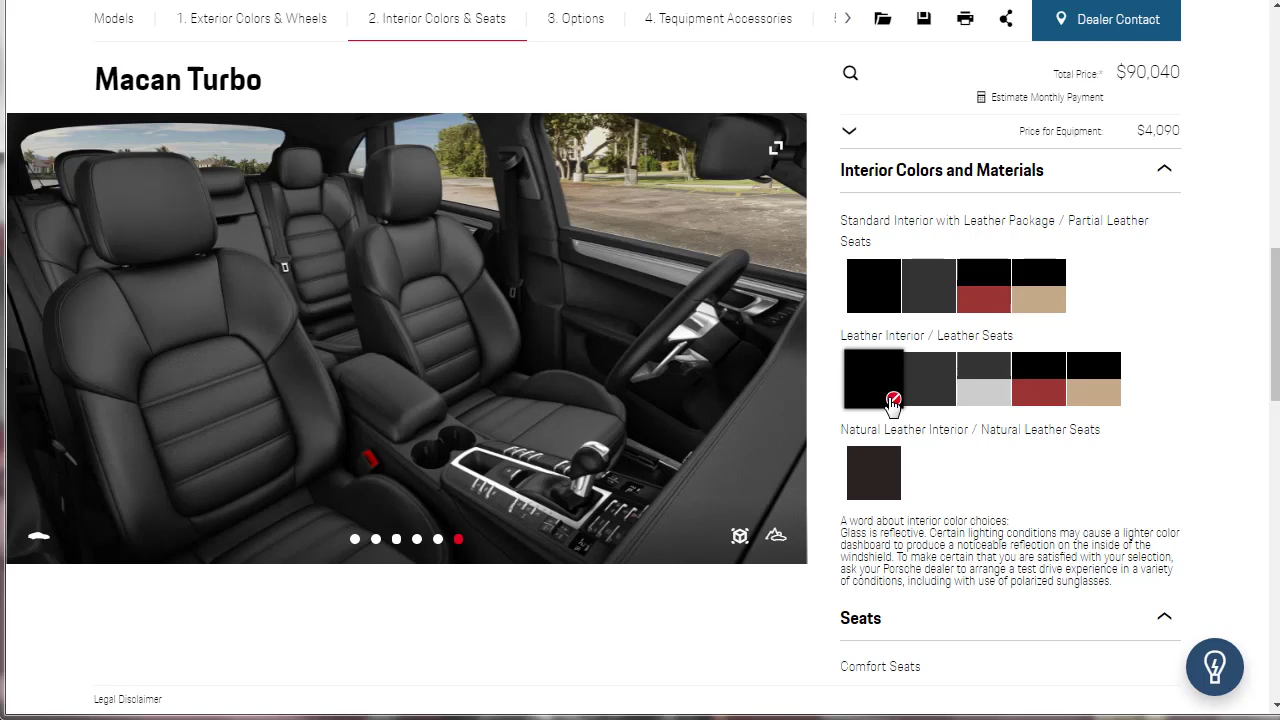 Models
1. Exterior Colors & Wheels
2. Interior Colors & Seats
3. Options
4. Tequipment Accessories
Dealer Contact
Macan Turbo
Total Price:* $90,040
Estimate Monthly Payment
Price for Equipment: $4,090
Interior Colors and Materials
Standard Interior with Leather Package / Partial Leather
Seats
Leather Interior / Leather Seats
Natural Leather Interior / Natural Leather Seats
A word about interior color choices:
Glass is reflective. Certain lighting conditions may cause a lighter color
dashboard to produce a noticeable reflection on the inside of the
windshield. To make certain that you are satisfied with your selection,
ask your Porsche dealer to arrange a test drive experience in a variety
of conditions, including with use of polarized sunglasses.
Seats
Comfort Seats
Legal Disclaimer